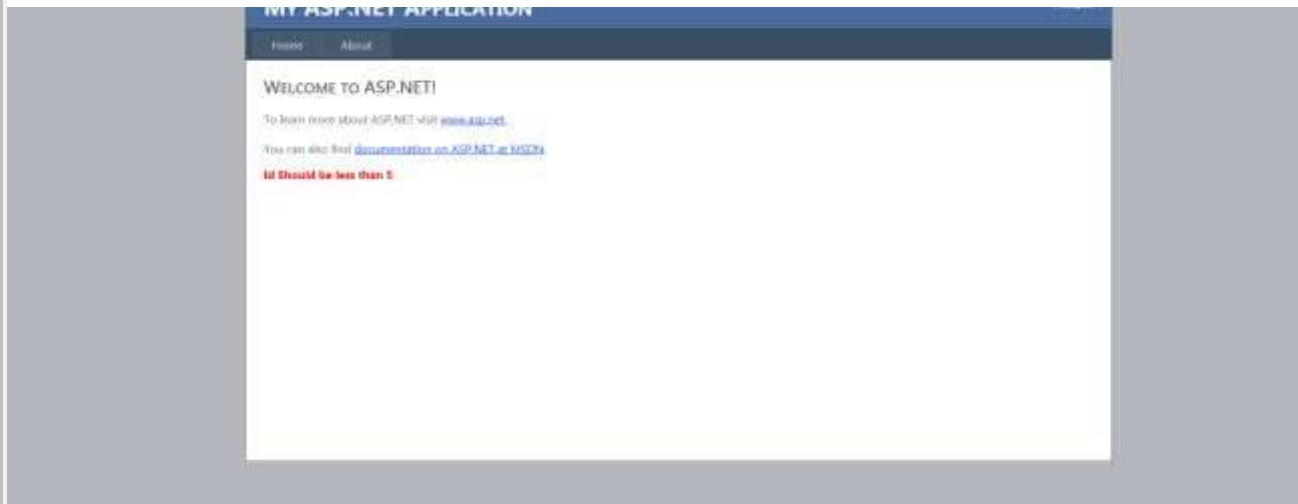 MY ASP.NET APPLICATION
Home About
WELCOME TO ASP.NET!
To learn more about ASP.NET visit www.asp.net.
You can also find documentation on ASP.NET at MSDN.
Id Should be less than 5